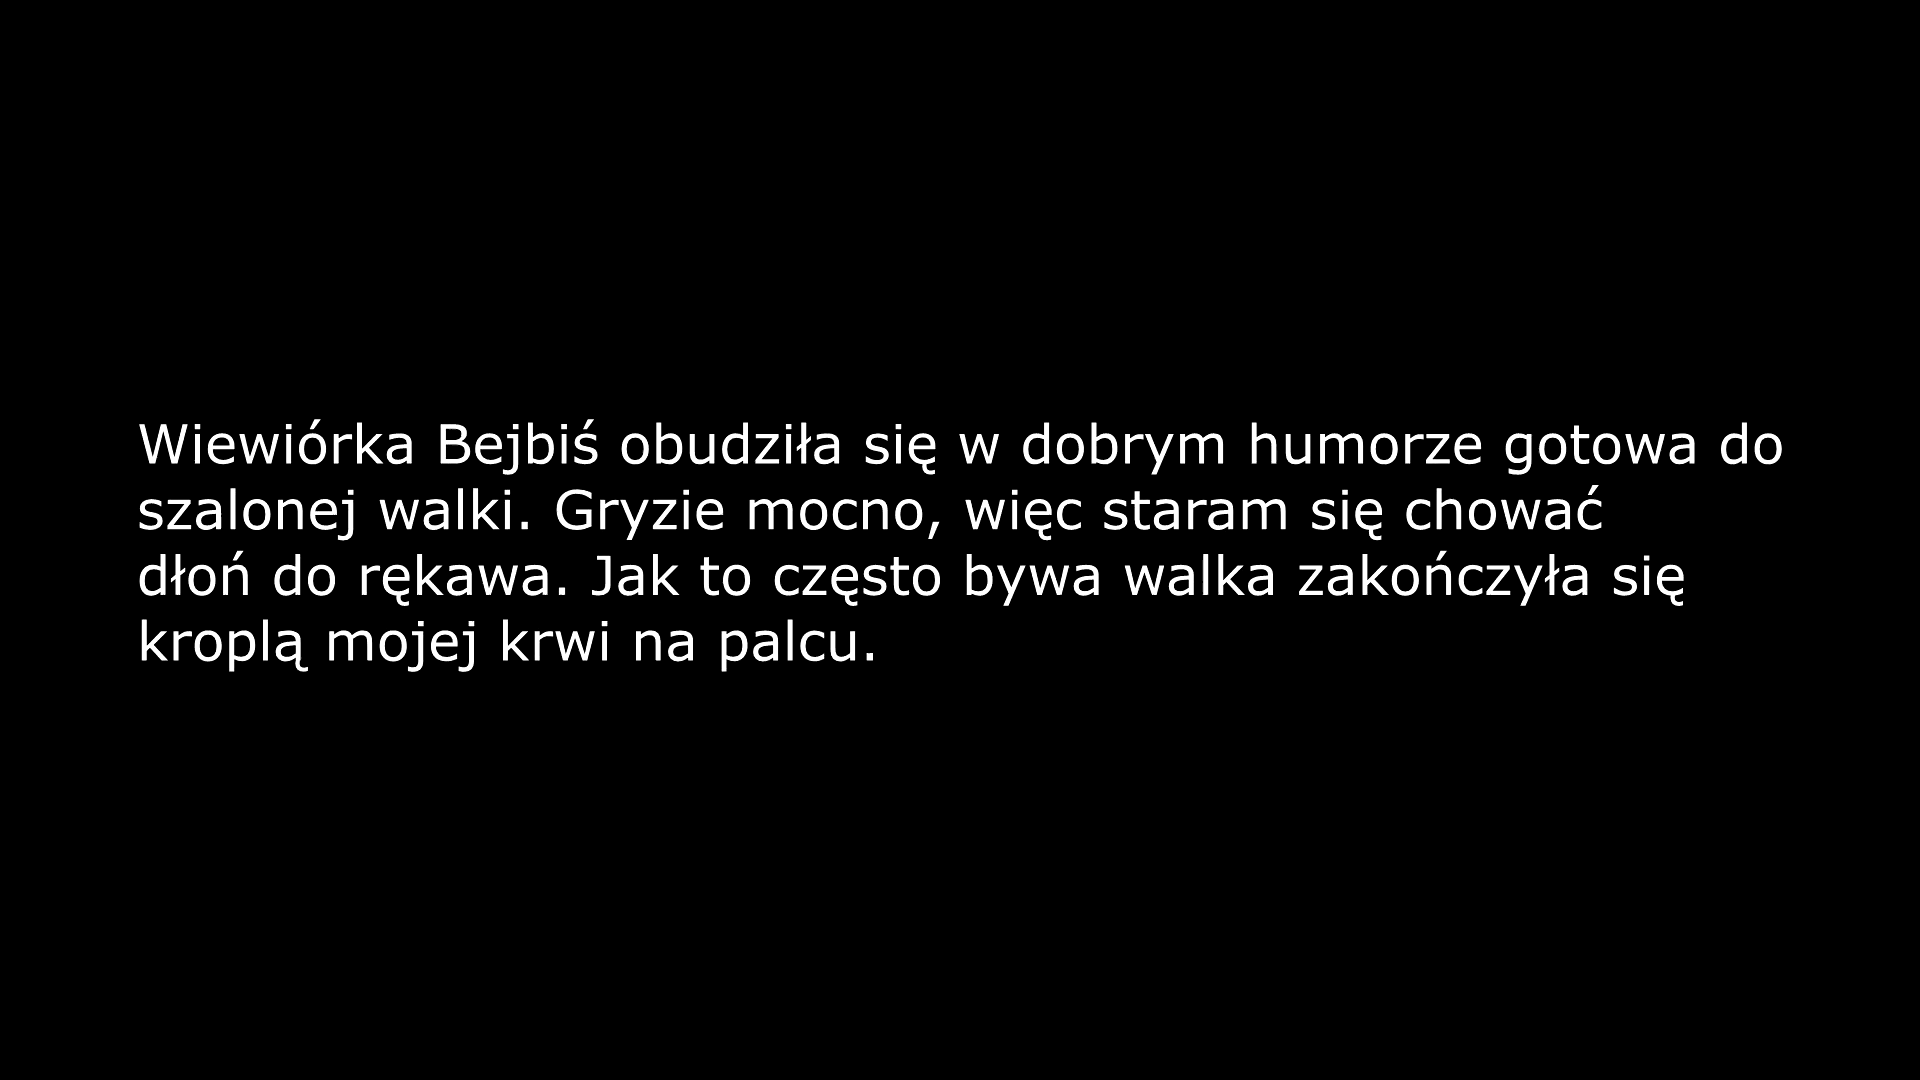 Wiewiórka Bejbiś obudziła się w dobrym humorze gotowa do
szalonej walki. Gryzie mocno, więc staram się chować
dłoń do rękawa. Jak to często bywa walka zakończyła się
kroplą mojej krwi na palcu.